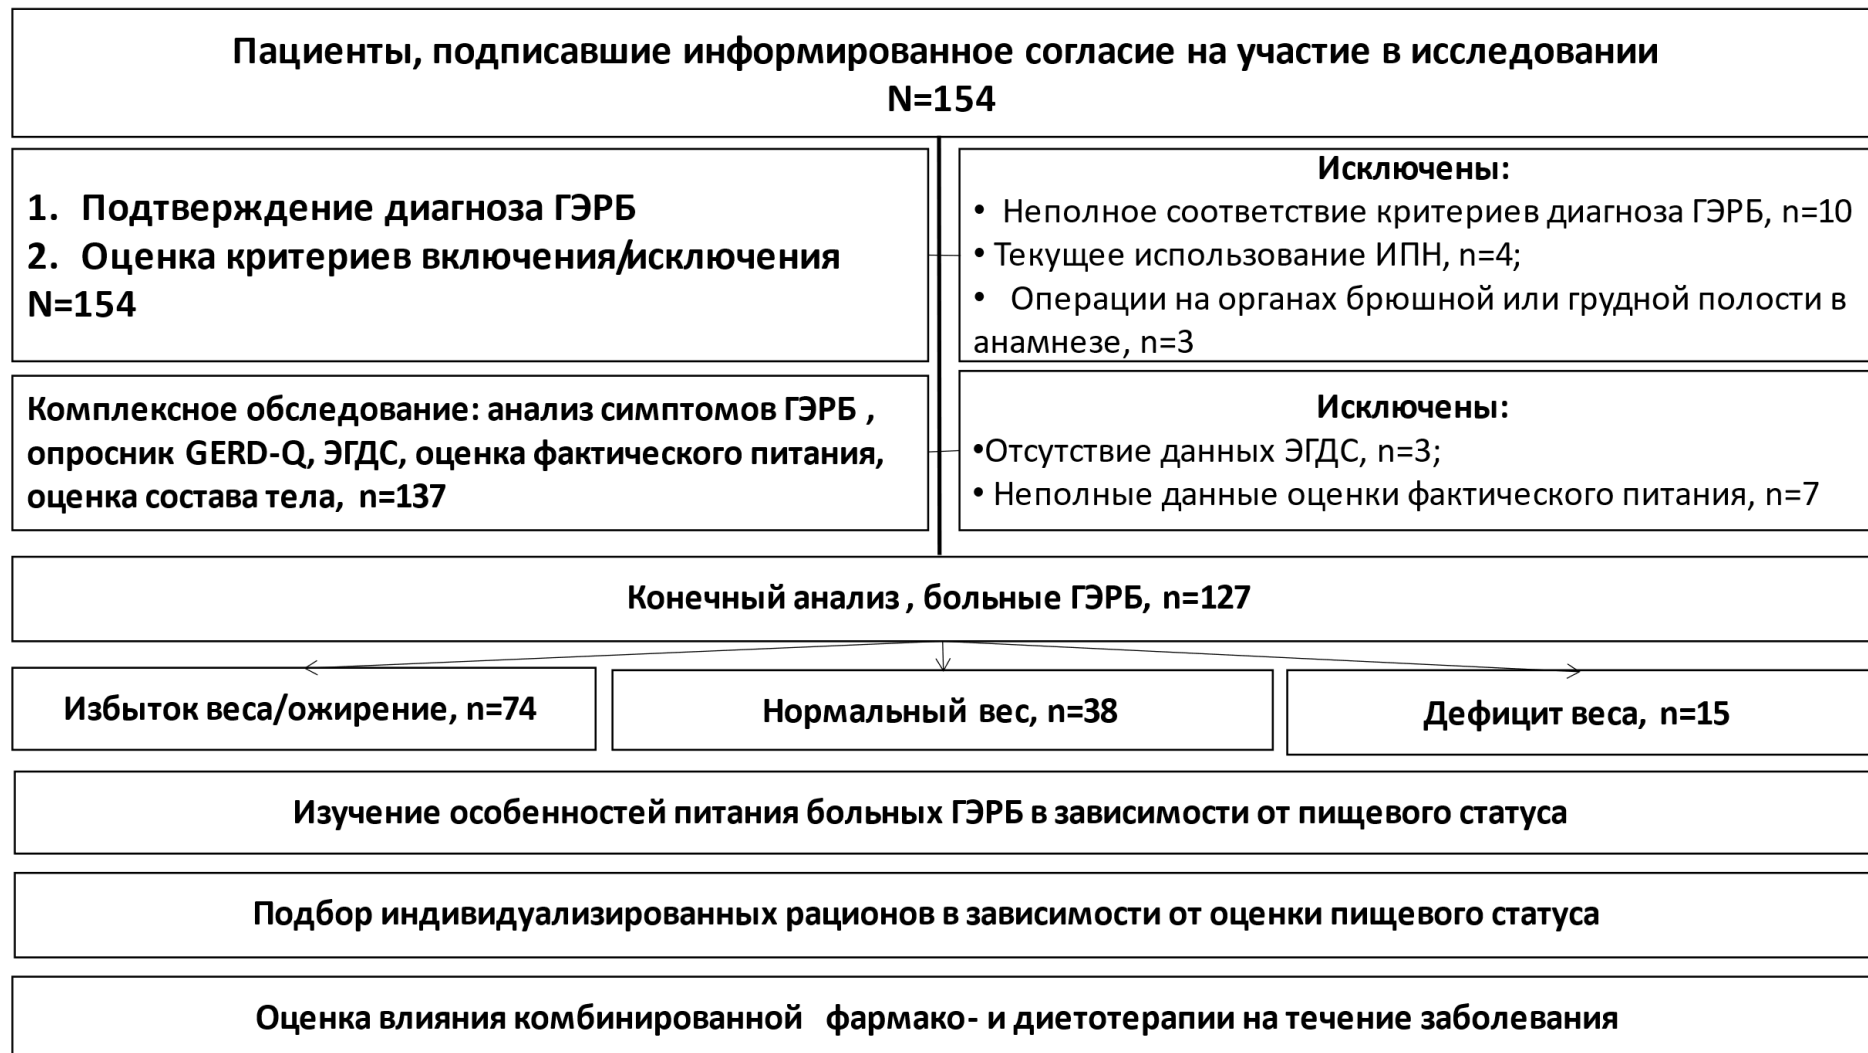 Пациенты, подписавшие информированное согласие на участие в исследовании
N=154
1. Подтверждение диагноза ГЭРБ
2. Оценка критериев включения/исключения
N=154
Исключены:
• Неполное соответствие критериев диагноза ГЭРБ, n=10
• Текущее использование ИПН, n=4;
• Операции на органах брюшной или грудной полости в
анамнезе, n=3
Комплексное обследование: анализ симптомов ГЭРБ ,
опросник GERD-Q, ЭГДС, оценка фактического питания,
оценка состава тела, n=137
Исключены:
•Отсутствие данных ЭГДС, n=3;
• Неполные данные оценки фактического питания, n=7
Конечный анализ , больные ГЭРБ, n=127
Избыток веса/ожирение, n=74
Нормальный вес, n=38
Дефицит веса, n=15
Изучение особенностей питания больных ГЭРБ в зависимости от пищевого статуса
Подбор индивидуализированных рационов в зависимости от оценки пищевого статуса
Оценка влияния комбинированной фармако- и диетотерапии на течение заболевания